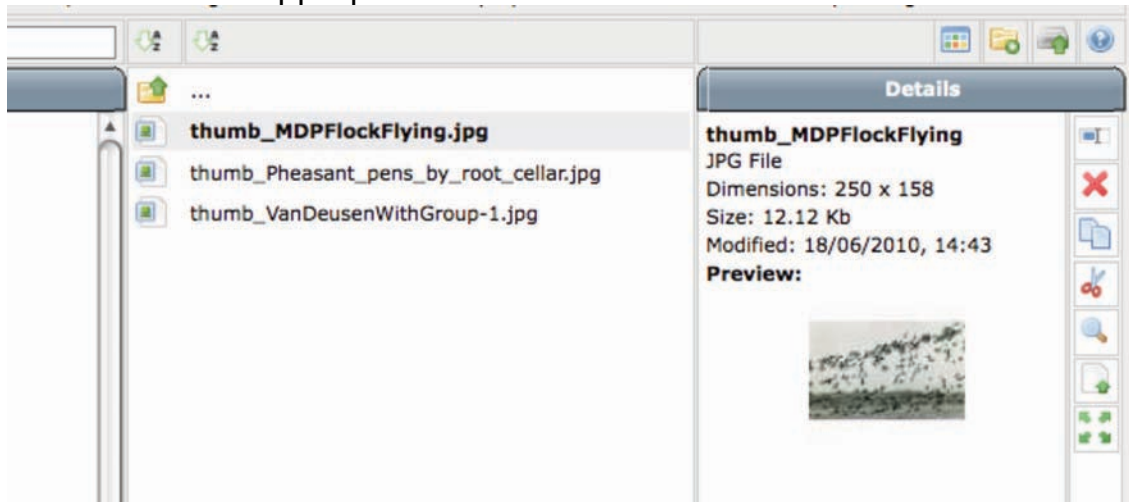 ...
Details
thumb_MDPFlockFlying.jpg
thumb_Pheasant_pens_by_root_cellar.jpg
thumb_VanDeusenWithGroup-1.jpg
thumb_MDPFlockFlying
JPG File
Dimensions: 250 x 158
Size: 12.12 Kb
Modified: 18/06/2010, 14:43
Preview: